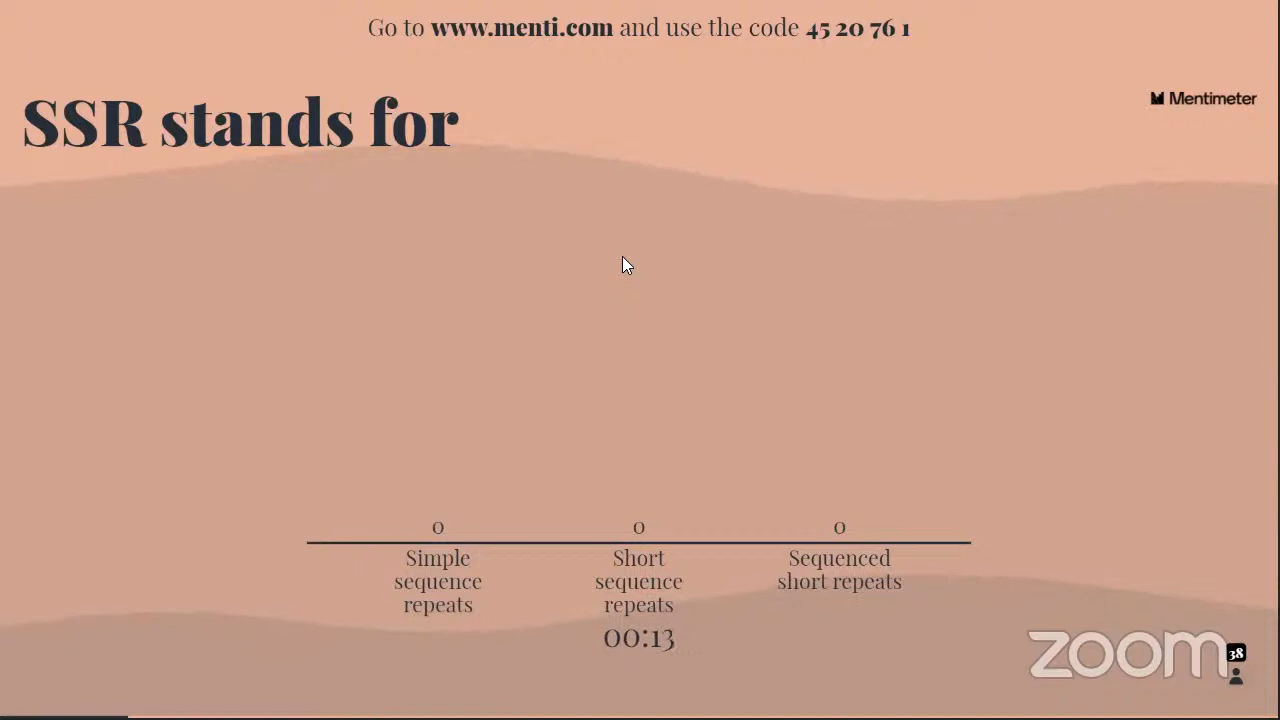 Go to www.menti.com and use the code 45 20 76 1
Mentimeter
SSR stands for
0 0 0
Simple
sequence
repeats
Short
sequence
repeats
Sequenced
short repeats
00:13
zoom
38